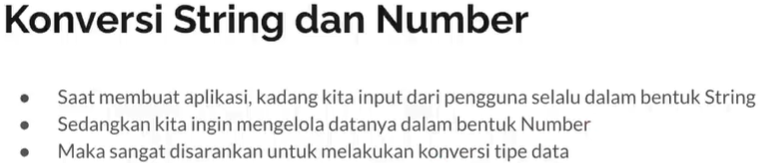 Konversi String dan Number
● Saat membuat aplikasi, kadang kita input dari pengguna selalu dalam bentuk String
● Sedangkan kita ingin mengelola datanya dalam bentuk Number
● Maka sangat disarankan untuk melakukan konversi tipe data